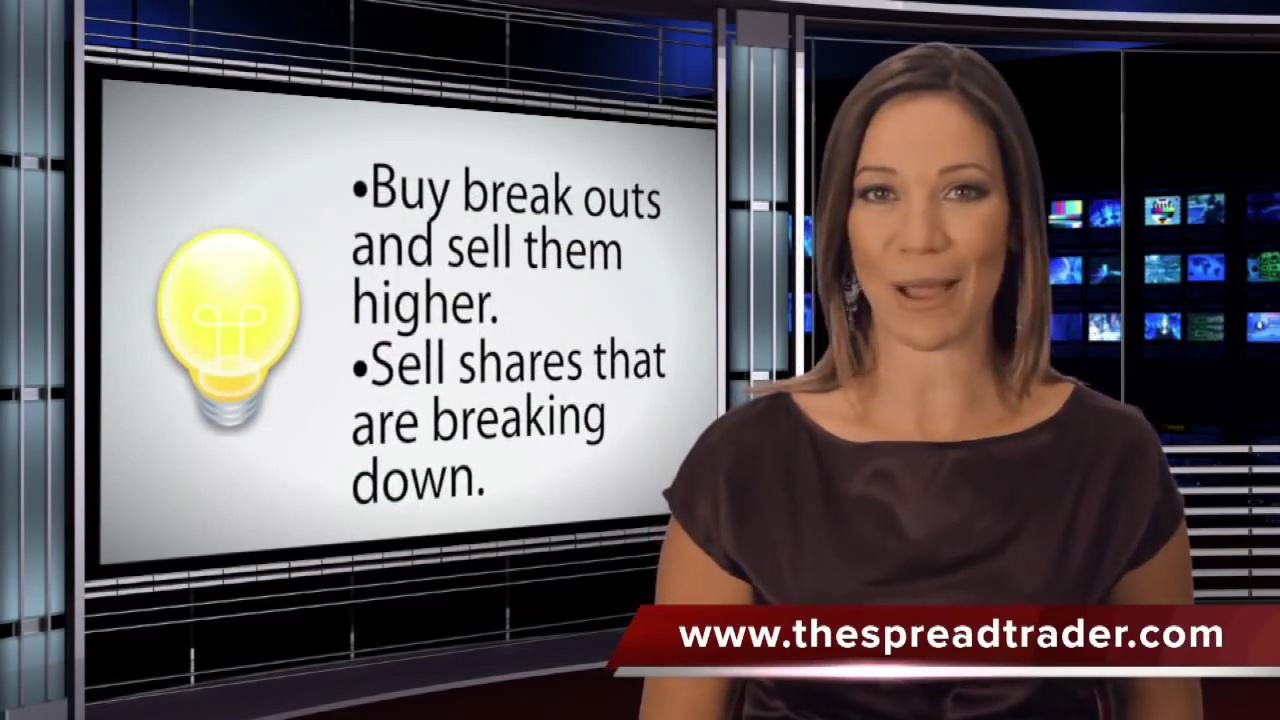 •Buy break outs
and sell them
higher.
•Sell shares that
are breaking
down.
www.thespreadtrader.com